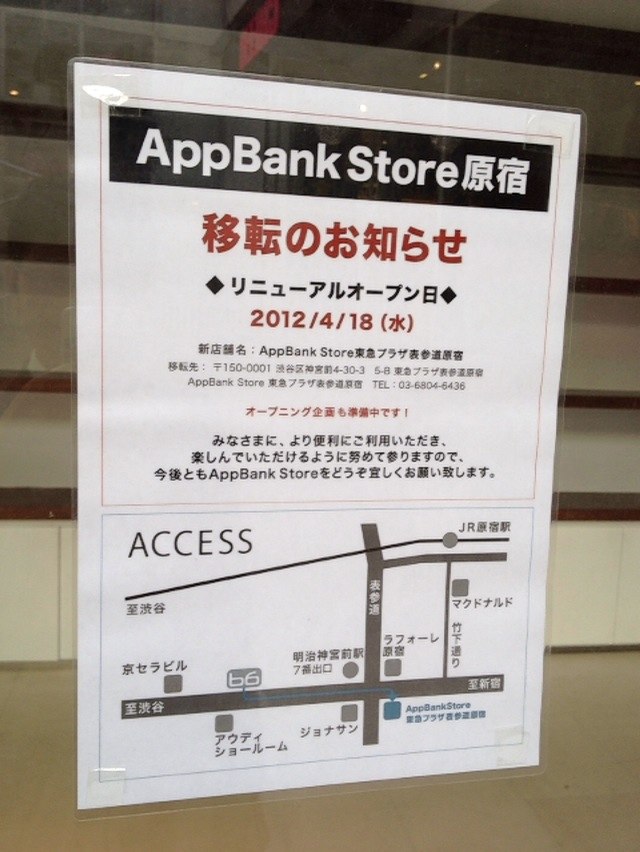 AppBank Store原宿
移転のお知らせ
◆リニューアルオープン日◆
2012/4/18(水)
新店舗名:AppBank Store東急プラザ表参道原宿
移転先: 〒150-0001 渋谷区神宮前4-30-3 5-B 東急プラザ表参道原宿
AppBank Store 東急プラザ表参道原宿 TEL:03-6804-6436
オープニング企画も準備中です!
みなさまに、より便利にご利用いただき、
楽しんでいただけるように努めて参りますので、
今後ともAppBank Storeをどうぞ宜しくお願い致します。
ACCESS
JR原宿駅
至渋谷
表参道
マクドナルド
竹下通り
ラフォーレ
原宿
明治神宮前駅
7番出口
京セラビル
b6
至新宿
至渋谷
AppBankStore
東急プラザ表参道原宿
ジョナサン
アウディ
ショールーム